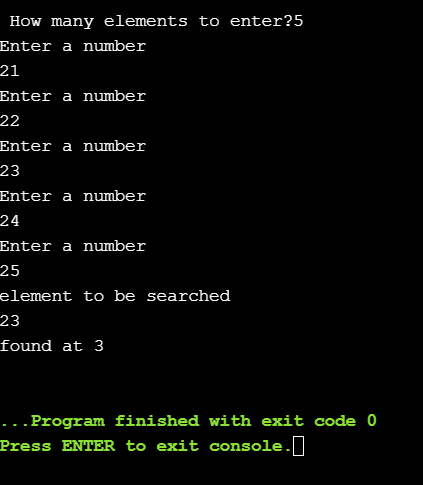 How many elements to enter?5
Enter a number
21
Enter a number
22
Enter a number
23
Enter a number
24
Enter a number
25
element to be searched
23
found at 3
...Program finished with exit code 0
Press ENTER to exit console.